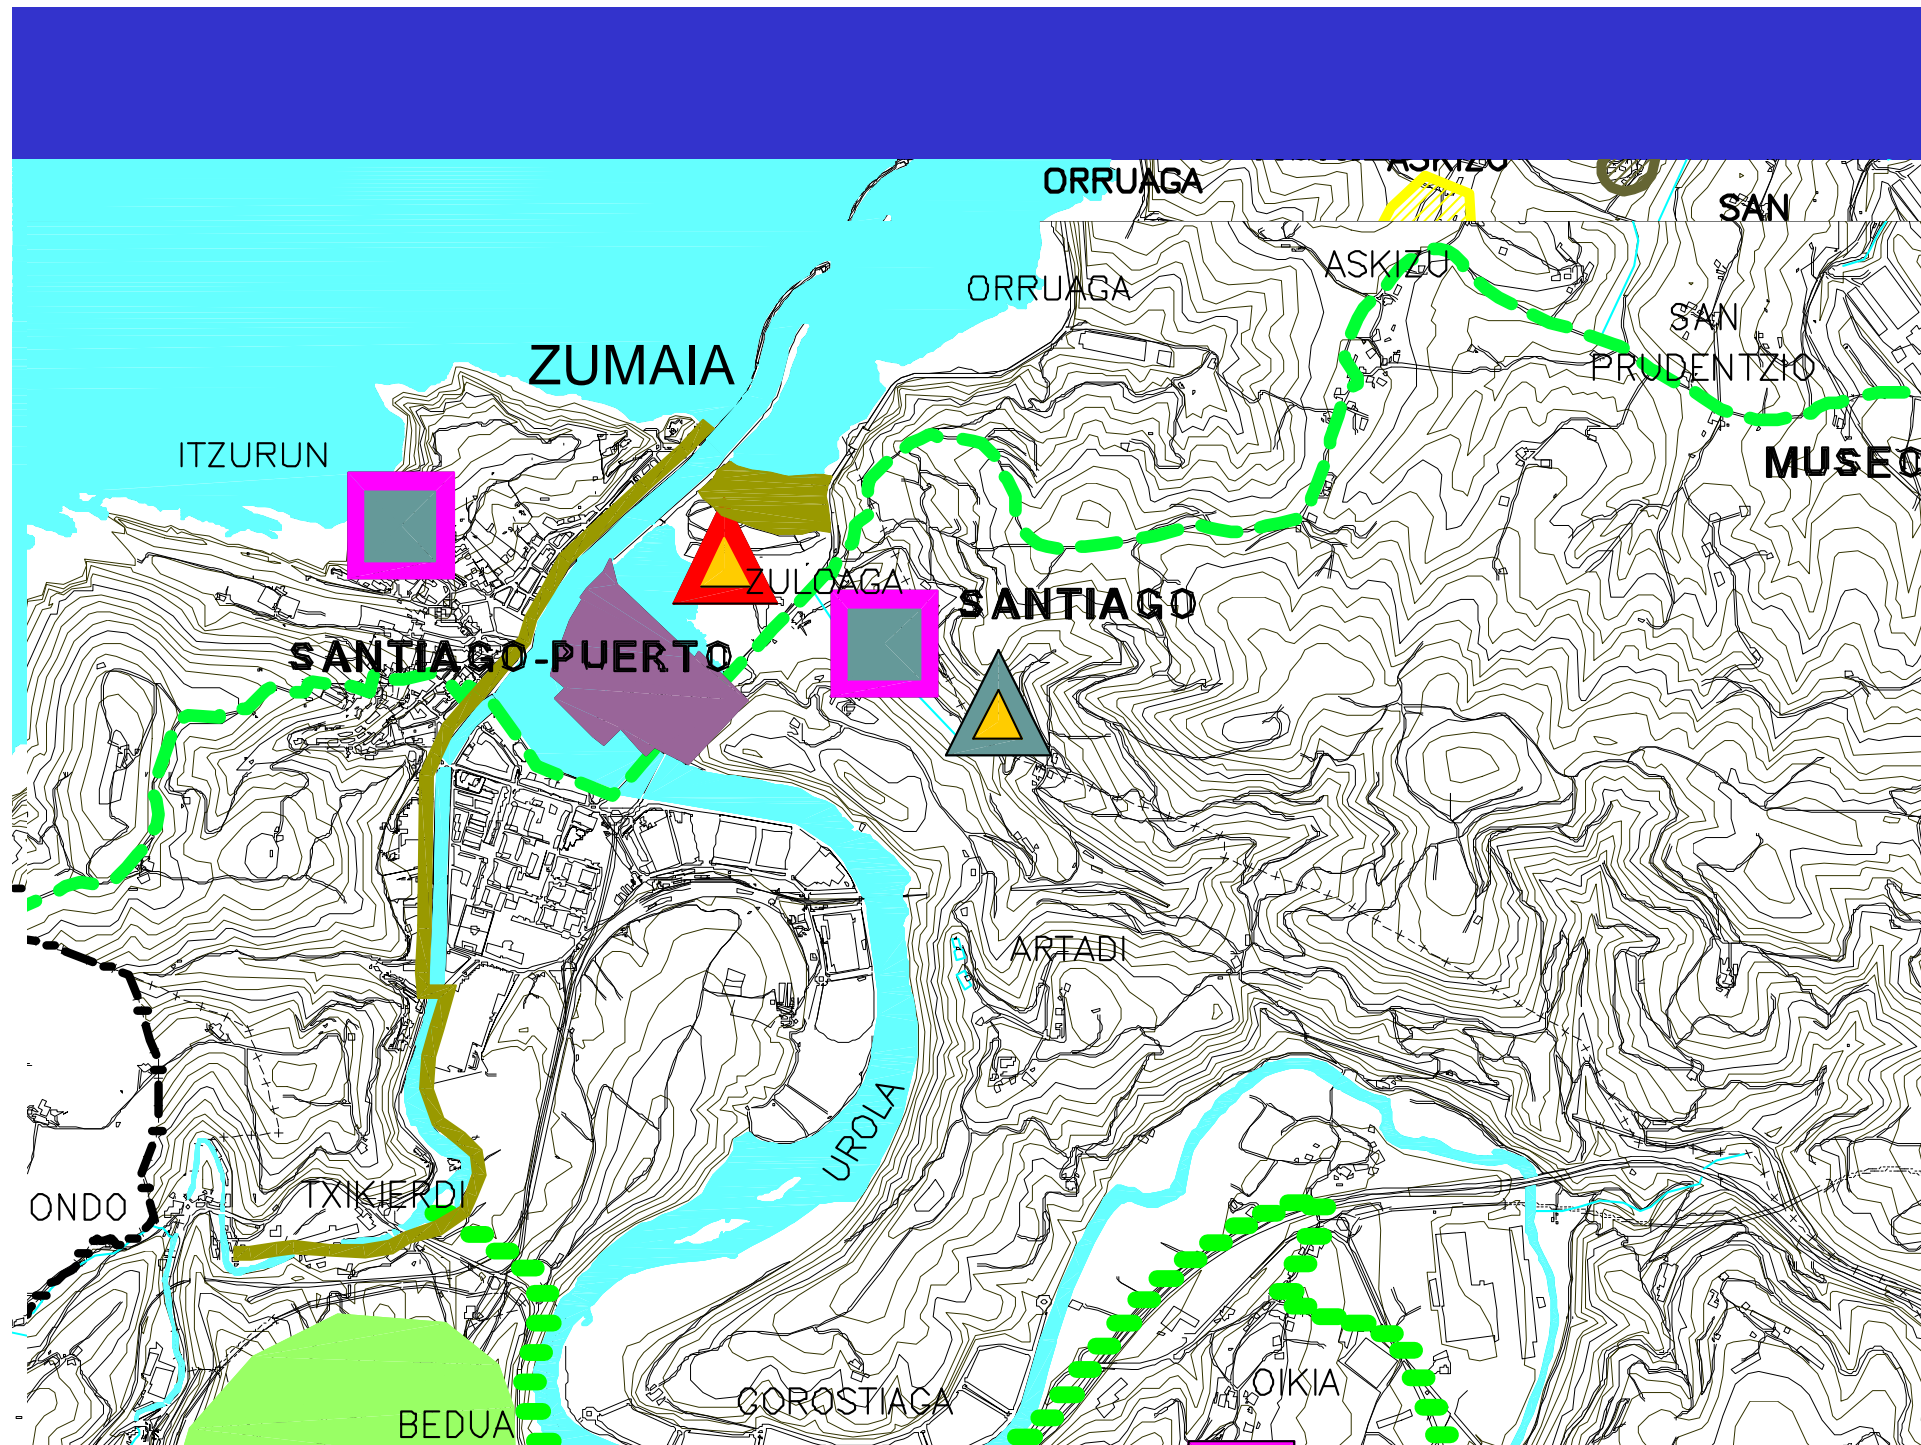 ORRUAGA
ASKIZU
SAN
ASKIZU
ORRUAGA
SAN
PRUDENTZIO
ZUMAIA
ITZURUN
MUSEO
ZULOAGA
SANTIAGO
SANTIAGO-PUERTO
ARTADI
UROLA
TXIKIERDI
ONDO
OIKIA
GOROSTIAGA
BEDUA